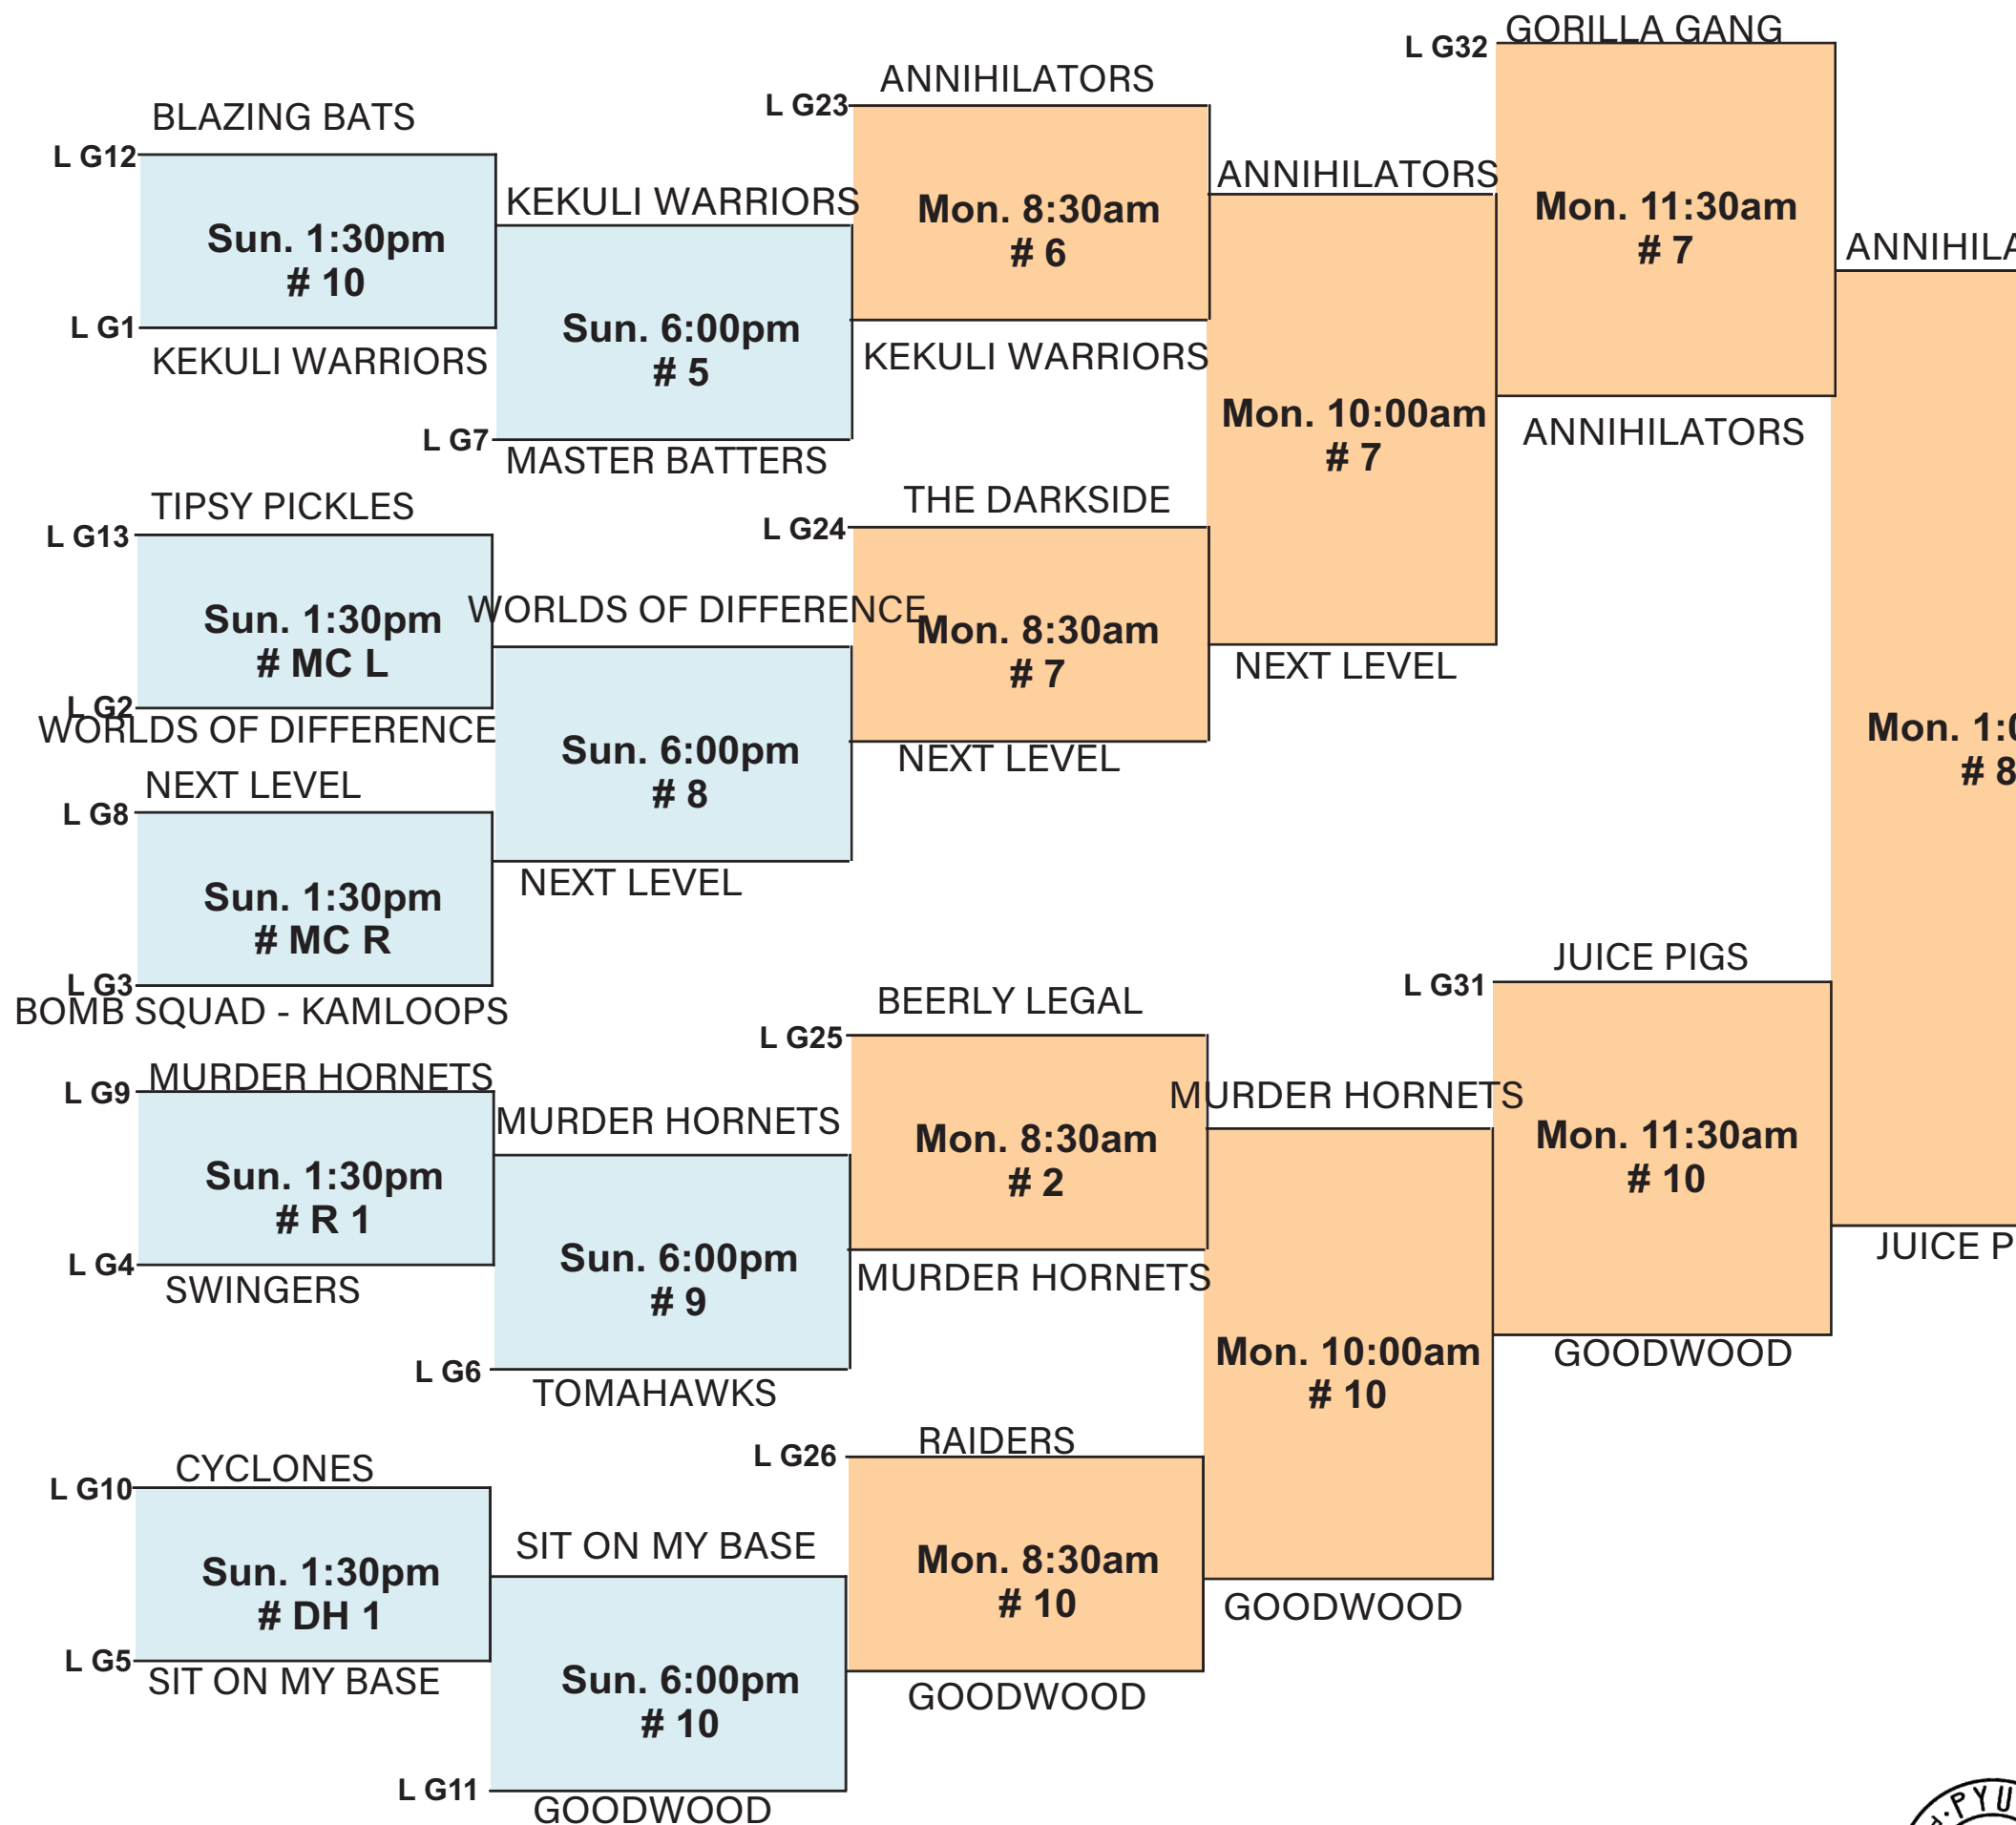 GORILLA GANG
L G32
ANNIHILATORS
L G23
BLAZING BATS
L G12
ANNIHILATORS
KEKULI WARRIORS
Mon. 8:30am
# 6
Mon. 11:30am
# 7
Sun. 1:30pm
# 10
ANNIHILA
L G1
KEKULI WARRIORS
Sun. 6:00pm
# 5
KEKULI WARRIORS
Mon. 10:00am
# 7
ANNIHILATORS
L G7
MASTER BATTERS
TIPSY PICKLES
L G13
THE DARKSIDE
L G24
WORLDS OF DIFFERENCE
Sun. 1:30pm
# MC L
Mon. 8:30am
# 7
NEXT LEVEL
L G2
WORLDS OF DIFFERENCE
Sun. 6:00pm
# 8
NEXT LEVEL
Mon. 1:0
# 8
NEXT LEVEL
L G8
Sun. 1:30pm
# MC R
NEXT LEVEL
L G3
BOMB SQUAD - KAMLOOPS
JUICE PIGS
L G31
BEERLY LEGAL
L G25
MURDER HORNETS
L G9
MURDER HORNETS
MURDER HORNETS
Mon. 8:30am
# 2
Mon. 11:30am
# 10
Sun. 1:30pm
# R 1
L G4
SWINGERS
Sun. 6:00pm
# 9
MURDER HORNETS
JUICE P
L G6
TOMAHAWKS
Mon. 10:00am
# 10
GOODWOOD
RAIDERS
L G26
CYCLONES
L G10
SIT ON MY BASE
Sun. 1:30pm
# DH 1
Mon. 8:30am
# 10
GOODWOOD
L G5
SIT ON MY BASE
Sun. 6:00pm
# 10
GOODWOOD
L G11
GOODWOOD
PYU